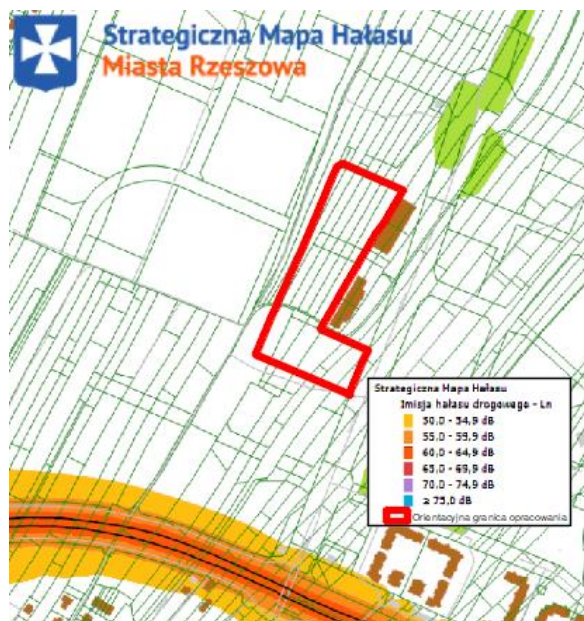 Strategiczna Mapa Hałasu
Miasta Rzeszowa
Strategiczna Mapa Hałasu
Imisja hałasu drogowego - Ln
50,0 - 54,9 dB
55,0 - 59,9 dB
60,0 - 64,9 dB
65,0 - 69,9 dB
70,0 - 74,9 dB
≥ 75,0 dB
Orientacyjna granica opracowania